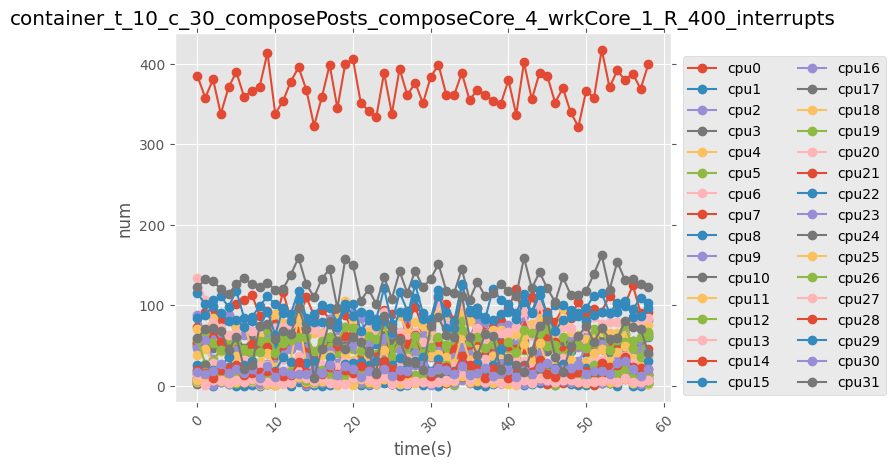 container_t_10_c_30_composePosts_composeCore_4_wrkCore_1_R_400_interrupts
num
400
300
200
100
0
0
10
20
30
40
50
60
time(s)
cpu0
cpu1
cpu2
cpu3
cpu4
cpu5
cpu6
cpu7
cpu8
cpu9
cpu10
cpu11
cpu12
cpu13
cpu14
cpu15
cpu16
cpu17
cpu18
cpu19
cpu20
cpu21
cpu22
cpu23
cpu24
cpu25
cpu26
cpu27
cpu28
cpu29
cpu30
cpu31